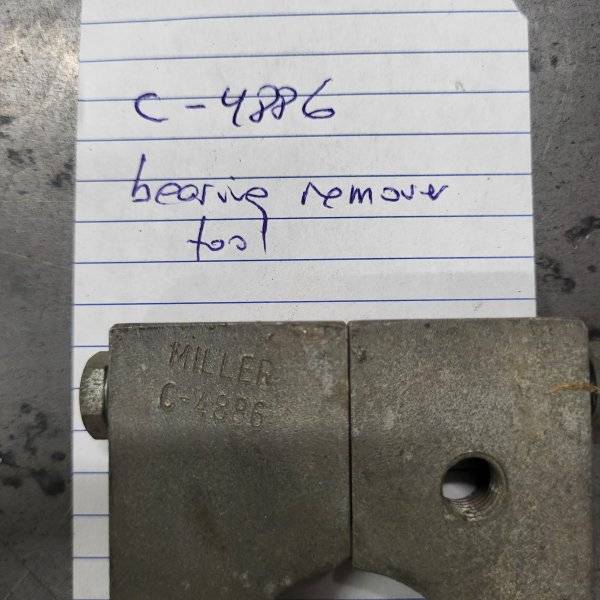 C-4886
bearing remover
tool
MILLER
C-4886